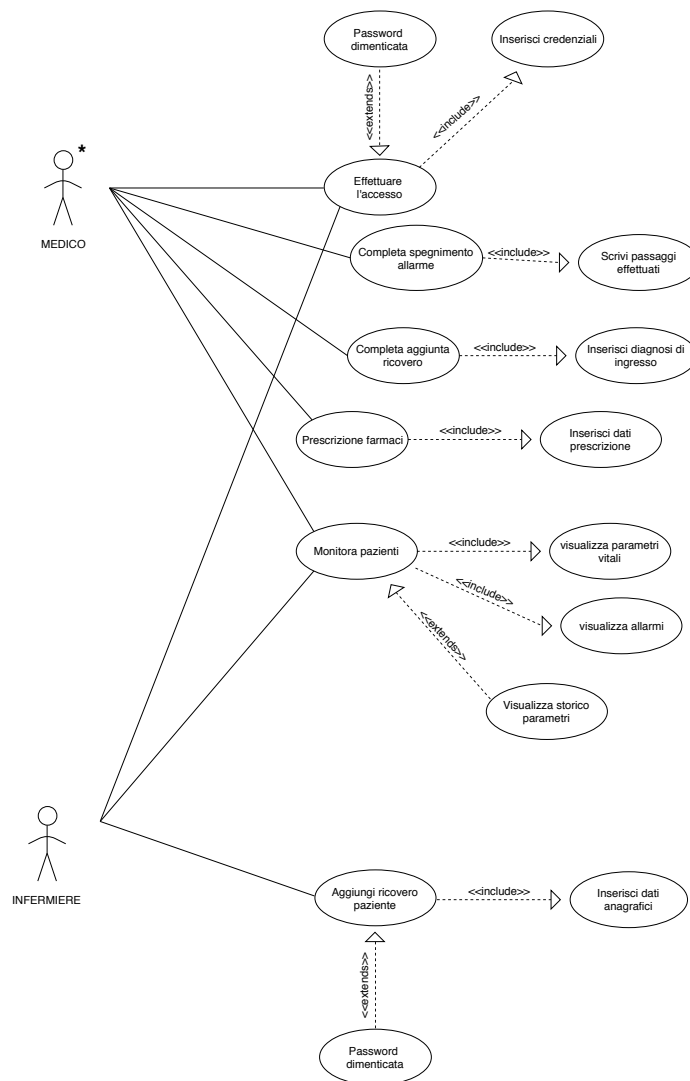 Password
dimenticata
Inserisci credenziali
<<extends>>
<<include>>
*
MEDICO
Effettuare
l'accesso
Completa spegnimento
allarme
<<include>>
Scrivi passaggi
effettuati
Completa aggiunta
ricovero
<<include>>
Inserisci diagnosi di
ingresso
Prescrizione farmaci
<<include>>
Inserisci dati
prescrizione
Monitora pazienti
<<include>>
visualizza parametri
vitali
<<include>>
visualizza allarmi
<<extends>>
Visualizza storico
parametri
INFERMIERE
Aggiungi ricovero
paziente
<<include>>
Inserisci dati
anagrafici
<<extends>>
Password
dimenticata